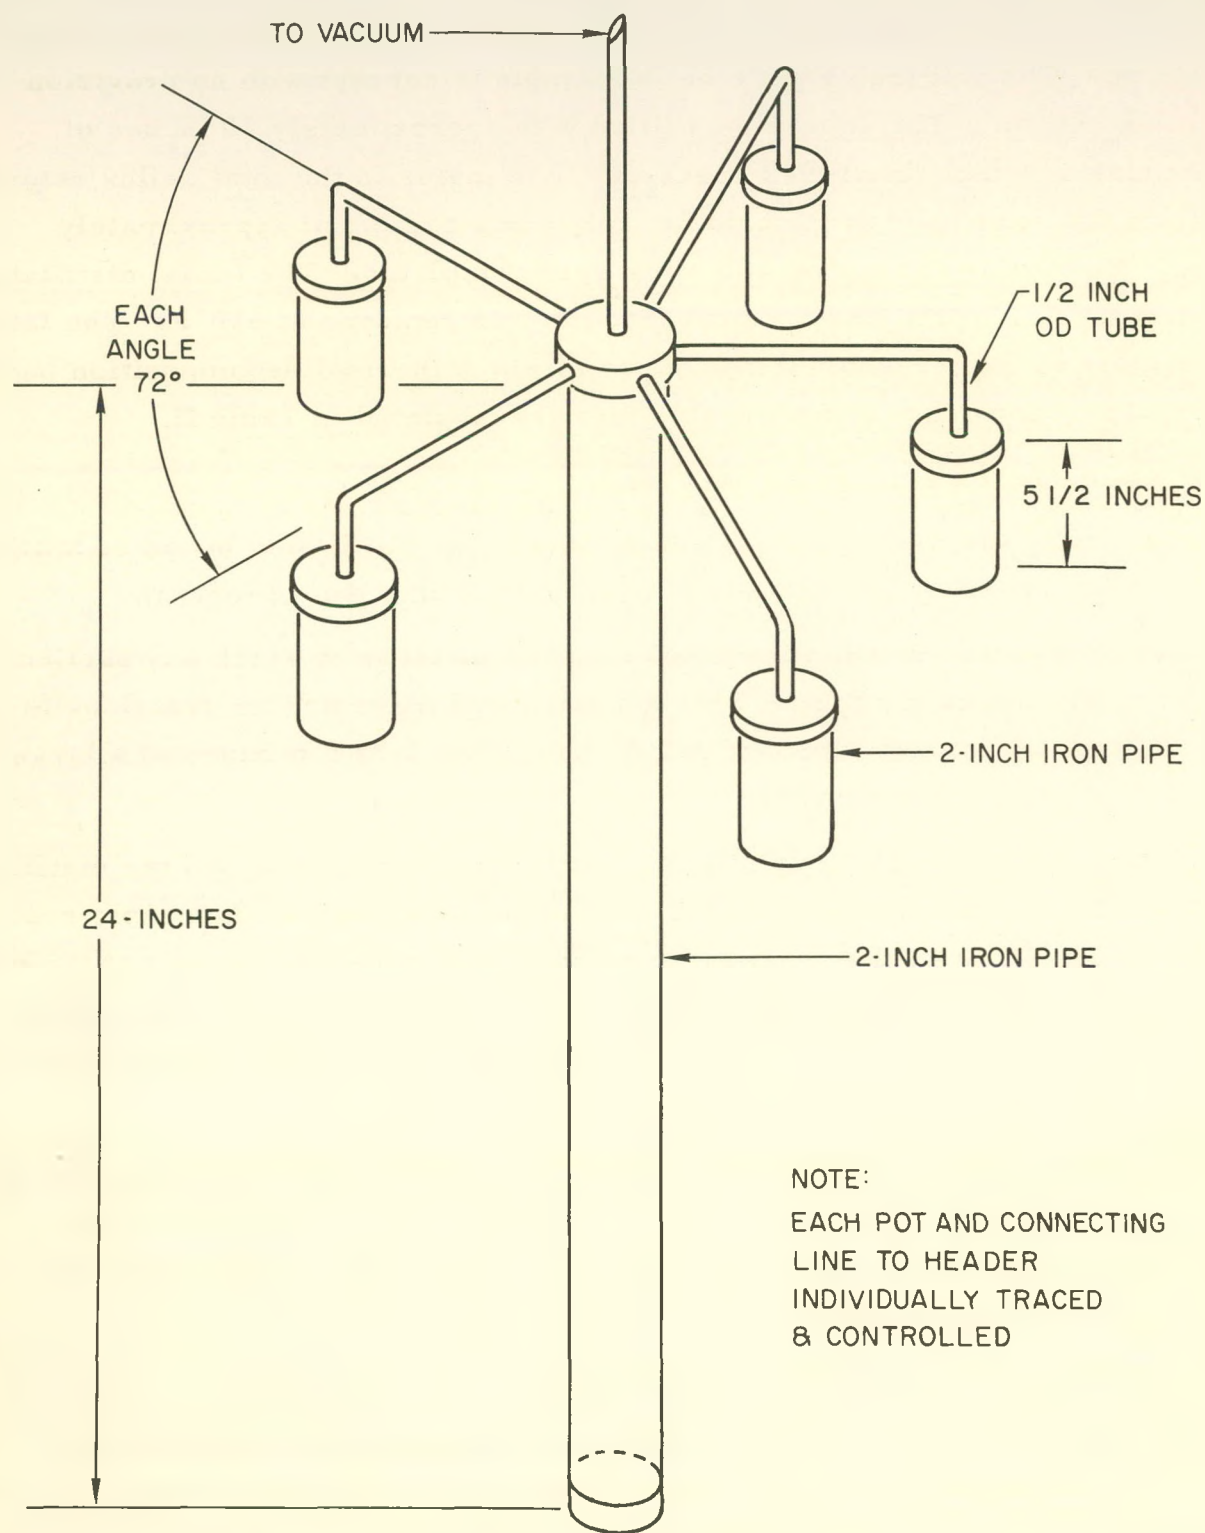 TO VACUUM
EACH
ANGLE
72°
1/2 INCH
OD TUBE
5 1/2 INCHES
2-INCH IRON PIPE
24-INCHES
2-INCH IRON PIPE
NOTE:
EACH POT AND CONNECTING
LINE TO HEADER
INDIVIDUALLY TRACED
& CONTROLLED